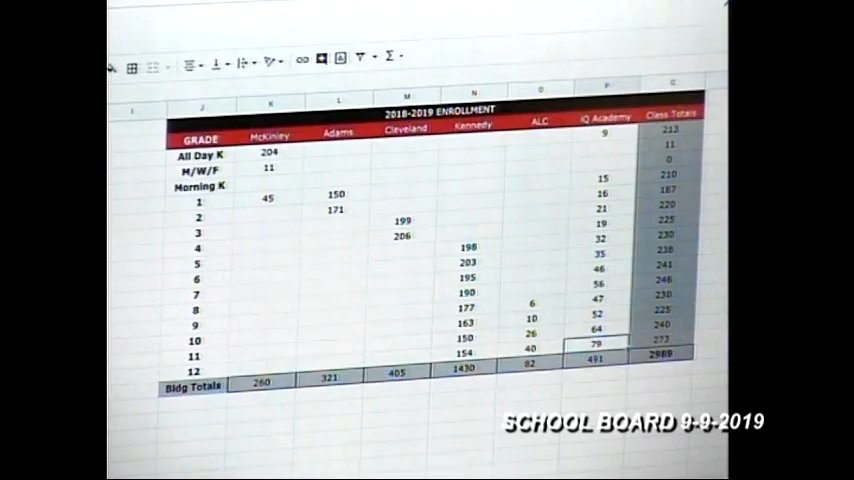 I J K L M N O P Q
2018-2019 ENROLLMENT
GRADE McKinley Adams Cleveland Kennedy ALC iQ Academy Class Totals
All Day K 204 9 213
M/W/F 11 11
Morning K 0
1 45 150 15 210
2 171 16 187
3 199 21 220
4 206 19 225
5 198 32 230
6 203 35 238
7 195 46 241
8 190 56 246
9 177 6 47 230
10 163 10 52 225
11 150 26 64 240
12 154 40 79 273
Bldg Totals 260 321 405 1430 82 491 2989
SCHOOL BOARD 9-9-2019